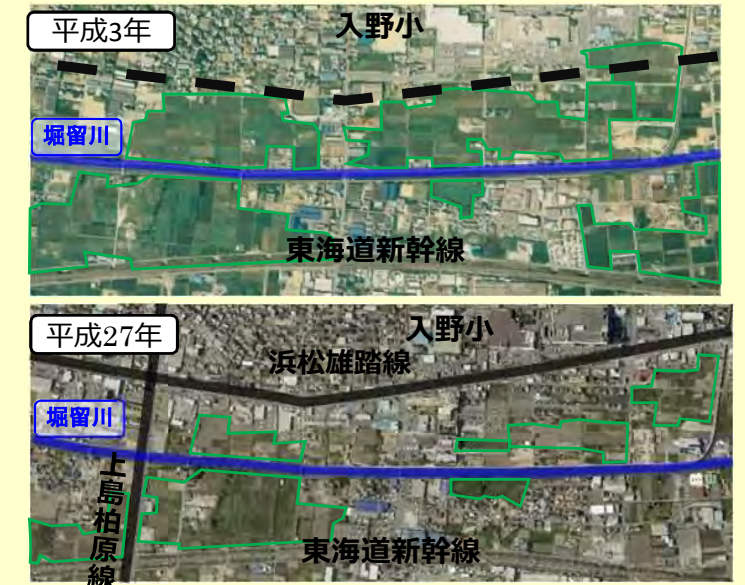 平成3年
入野小
堀留川
東海道新幹線
平成27年
入野小
浜松雄踏線
堀留川
上島柏原線
東海道新幹線